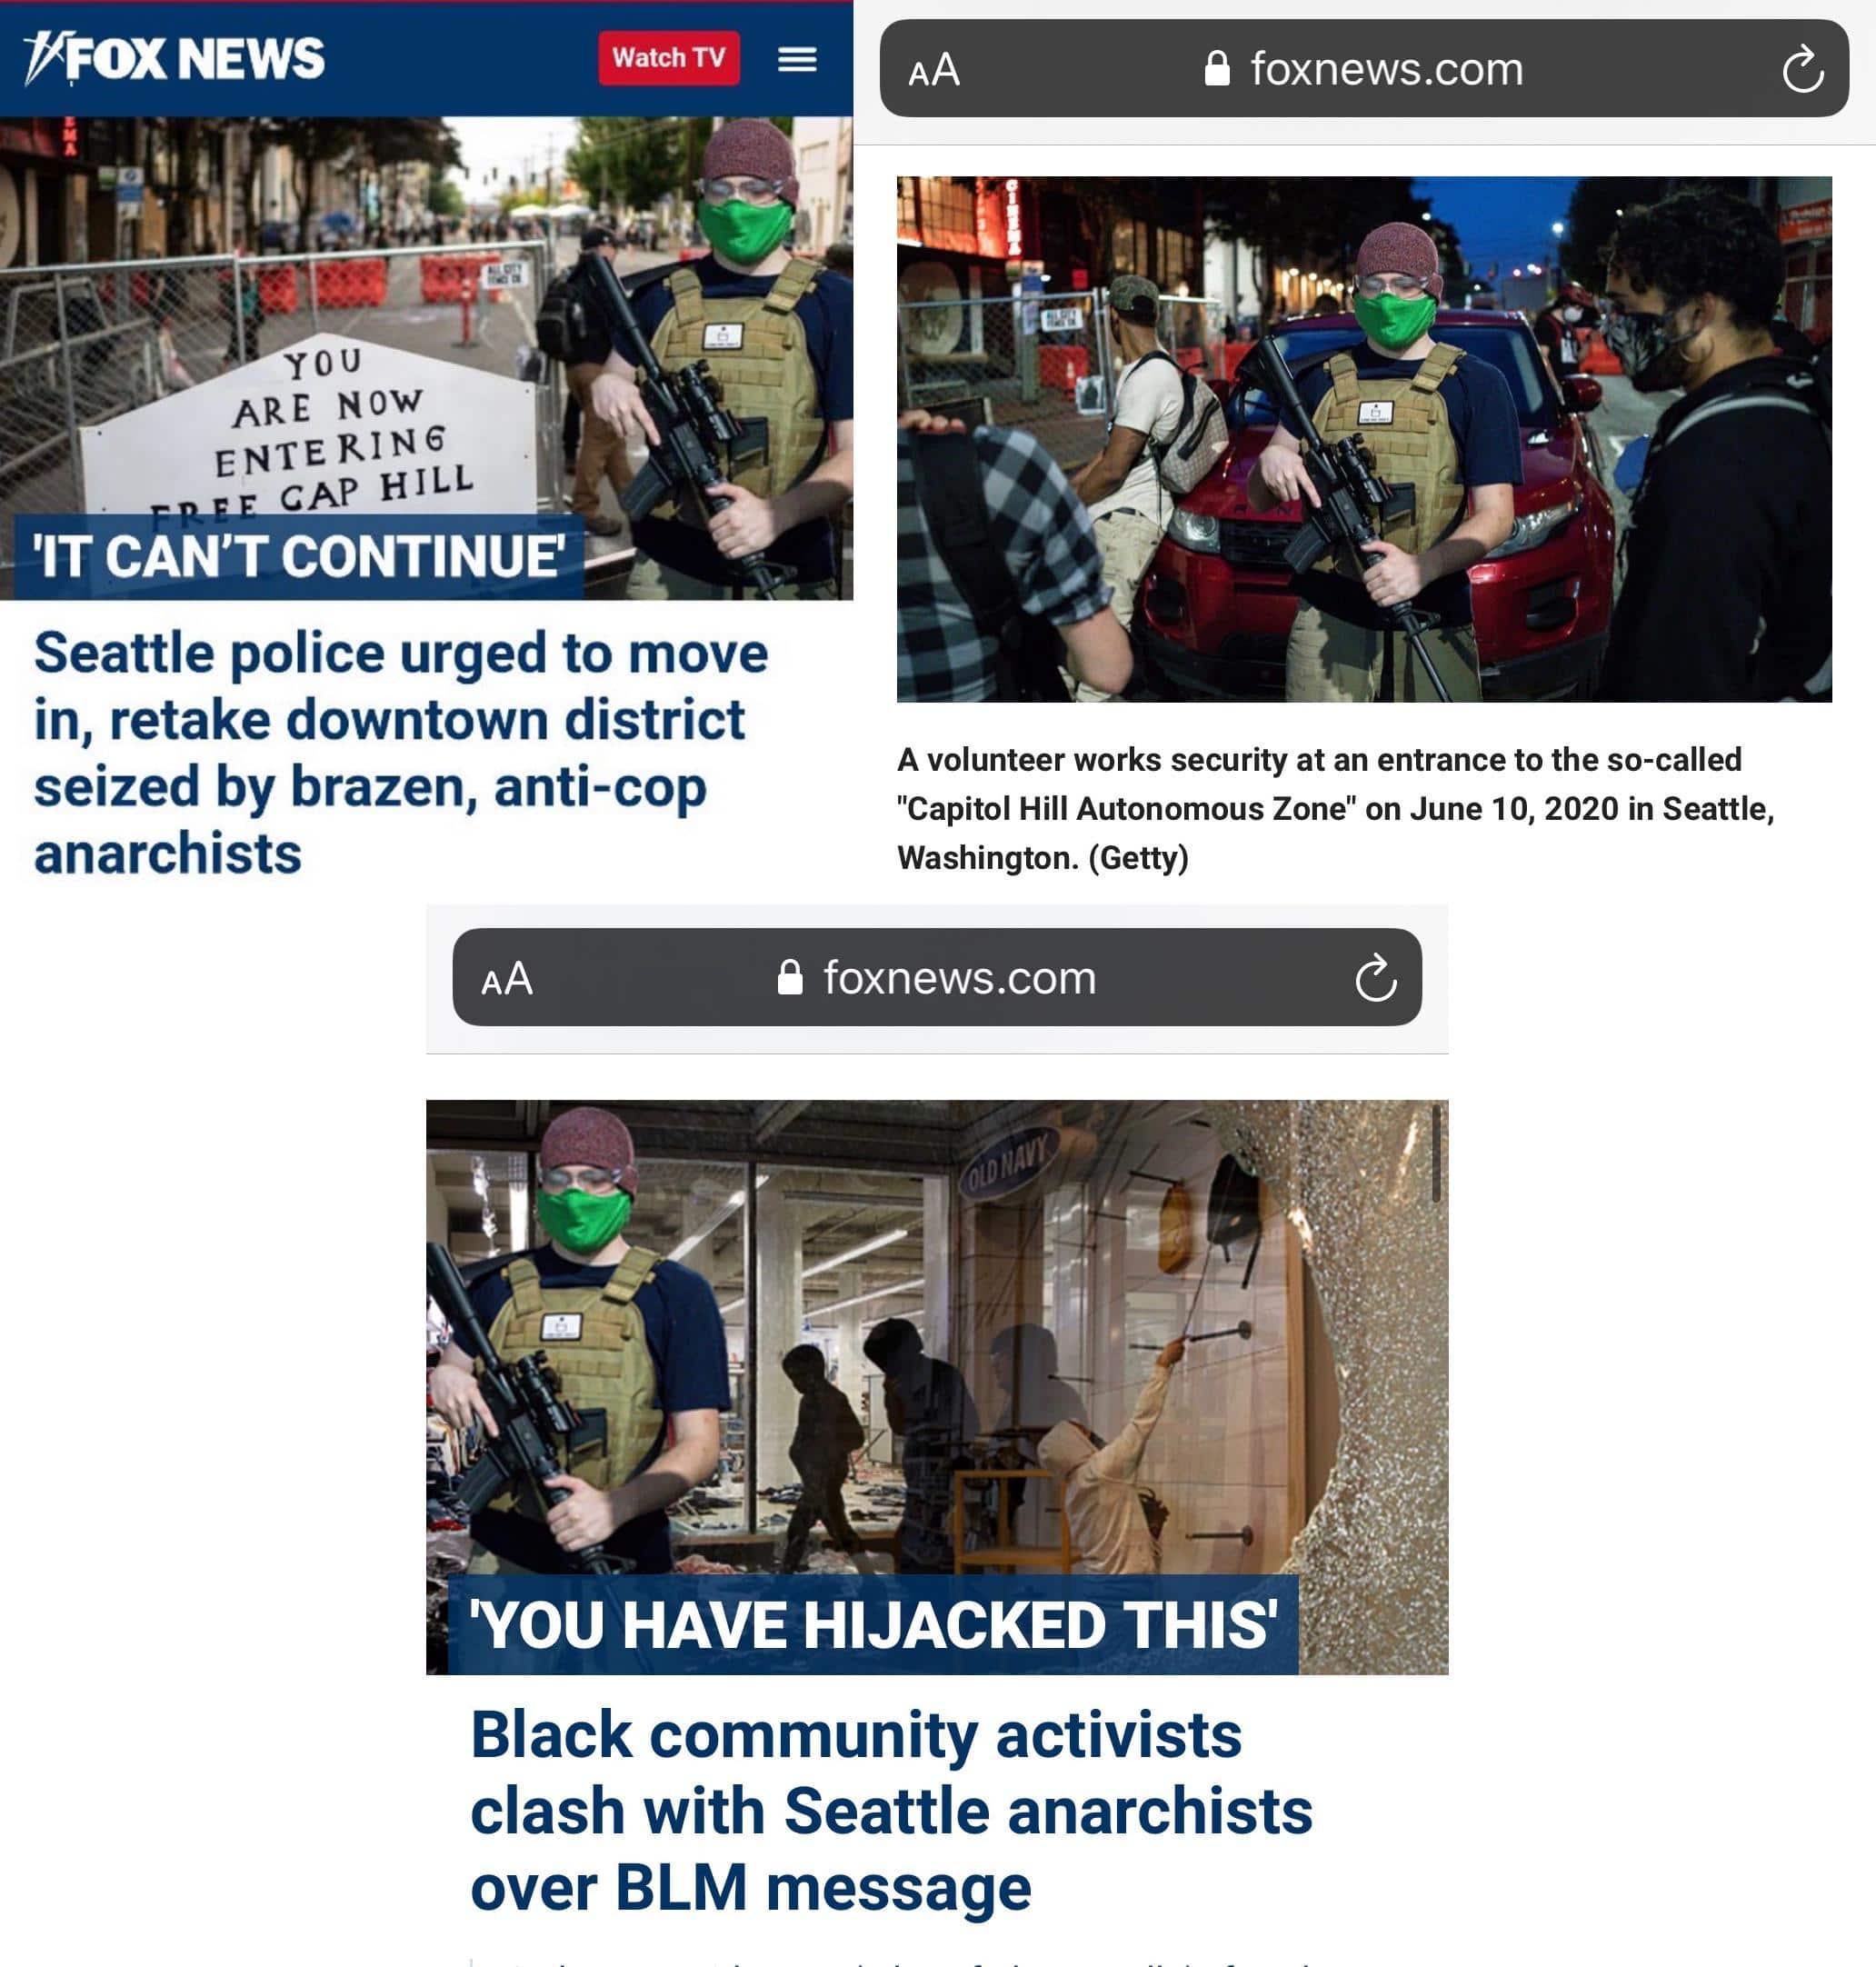 FOX NEWS
Watch TV
YOU
ARE NOW
ENTERING
FREE CAP HILL
'IT CAN'T CONTINUE'
Seattle police urged to move
in, retake downtown district
seized by brazen, anti-cop
anarchists
AA foxnews.com
CINEMA
A volunteer works security at an entrance to the so-called
"Capitol Hill Autonomous Zone" on June 10, 2020 in Seattle,
Washington. (Getty)
AA foxnews.com
OLD NAVY
'YOU HAVE HIJACKED THIS'
Black community activists
clash with Seattle anarchists
over BLM message